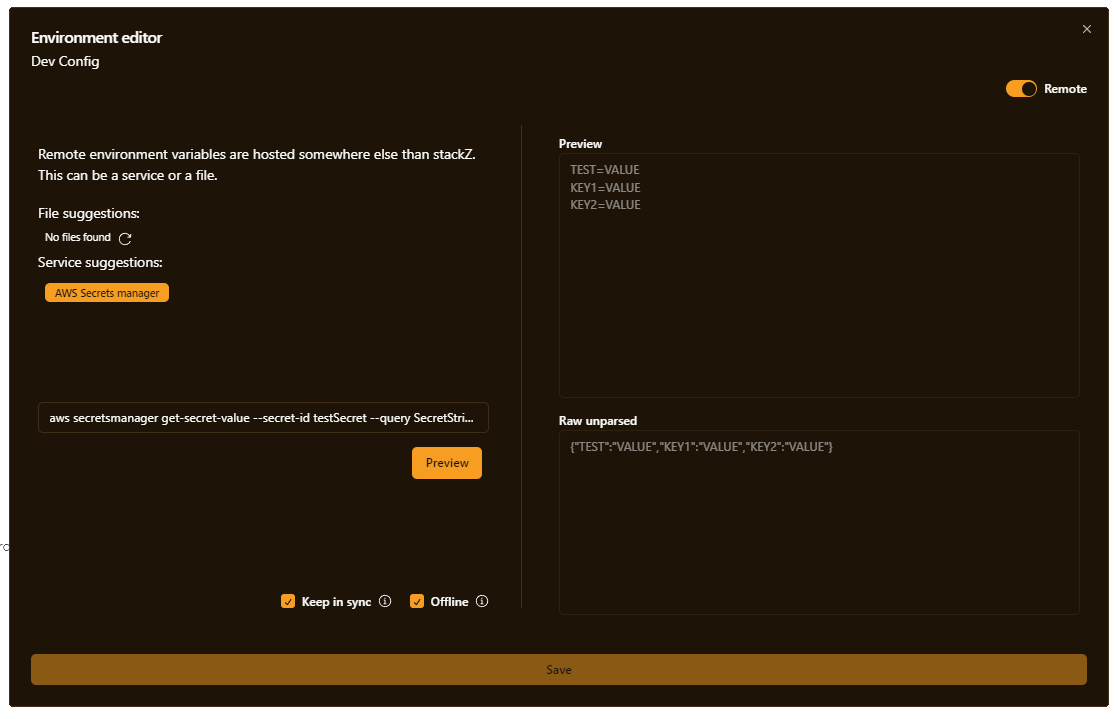 Environment editor
Dev Config
Remote
Remote environment variables are hosted somewhere else than stackZ.
This can be a service or a file.
File suggestions:
No files found
Service suggestions:
AWS Secrets manager
aws secretsmanager get-secret-value --secret-id testSecret --query SecretStri...
Preview
Keep in sync
Offline
Preview
TEST=VALUE
KEY1=VALUE
KEY2=VALUE
Raw unparsed
{"TEST":"VALUE","KEY1":"VALUE","KEY2":"VALUE"}
Save